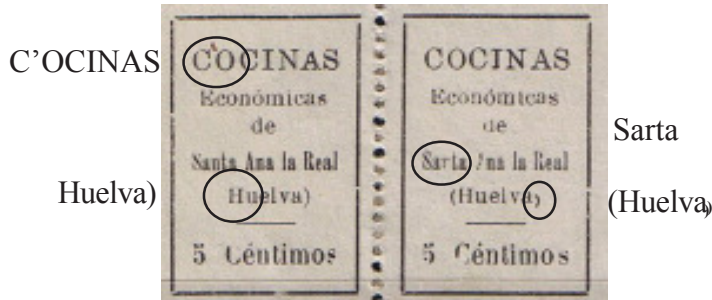 C'OCINAS
Huelva)
C'OCINAS
Económicas
de
Santa Ana la Real
Huelva)
5 Céntimos
COCINAS
Económicas
de
Sarta Ana la Real
(Huelva,
5 Céntimos
Sarta
(Huelva,